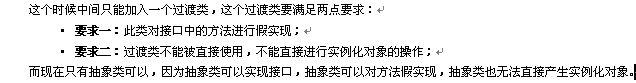 这个时候中间只能加入一个过渡类，这个过渡类要满足两点要求：
• 要求一：此类对接口中的方法进行假实现；
• 要求二：过渡类不能被直接使用，不能直接进行实例化对象的操作；
而现在只有抽象类可以，因为抽象类可以实现接口，抽象类可以对方法假实现，抽象类也无法直接产生实例化对象。